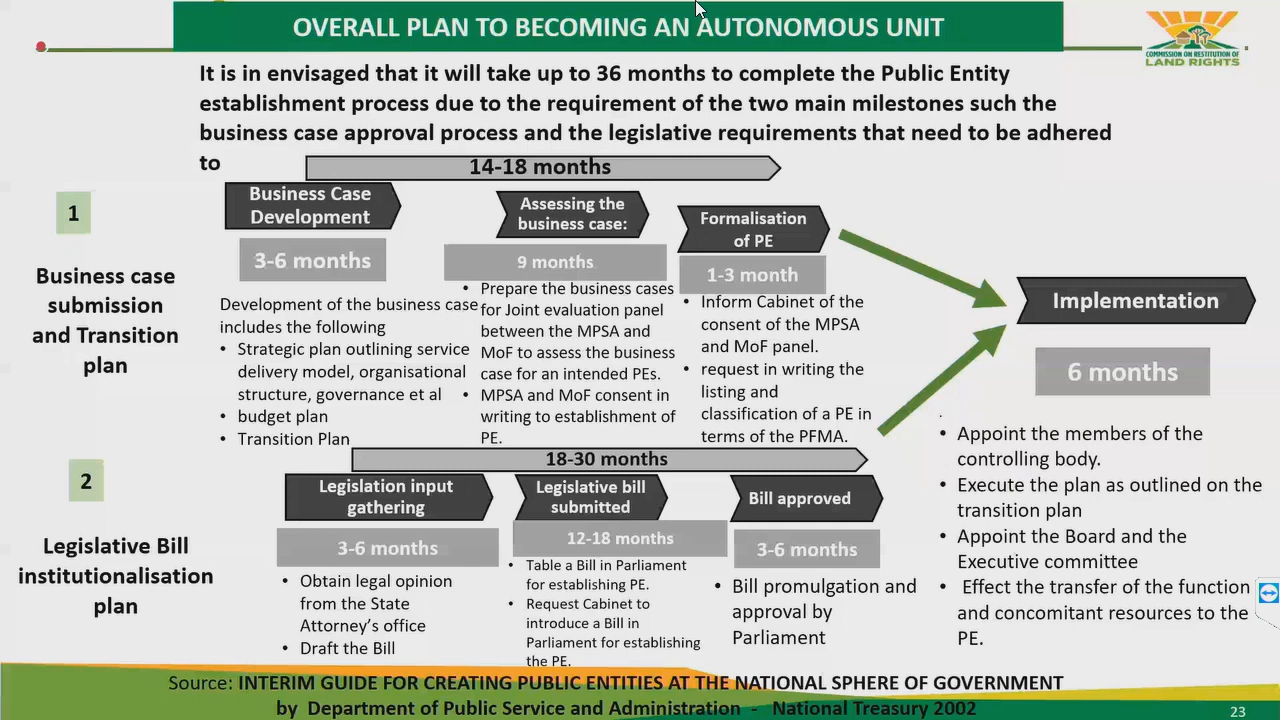 OVERALL PLAN TO BECOMING AN AUTONOMOUS UNIT
COMMISSION ON RESTITUTION OF
LAND RIGHTS
It is in envisaged that it will take up to 36 months to complete the Public Entity
establishment process due to the requirement of the two main milestones such the
business case approval process and the legislative requirements that need to be adhered
to
14-18 months
1
Business case
submission
and Transition
plan
Business Case
Development
3-6 months
Development of the business case
includes the following
• Strategic plan outlining service
delivery model, organisational
structure, governance et al
• budget plan
• Transition Plan
Assessing the
business case:
9 months
• Prepare the business cases
for Joint evaluation panel
between the MPSA and
MoF to assess the business
case for an intended PEs.
• MPSA and MoF consent in
writing to establishment of
PE.
Formalisation
of PE
1-3 month
• Inform Cabinet of the
consent of the MPSA
and MoF panel.
• request in writing the
listing and
classification of a PE in
terms of the PFMA.
18-30 months
2
Legislative Bill
institutionalisation
plan
Legislation input
gathering
3-6 months
• Obtain legal opinion
from the State
Attorney's office
• Draft the Bill
Legislative bill
submitted
12-18 months
• Table a Bill in Parliament
for establishing PE.
• Request Cabinet to
introduce a Bill in
Parliament for establishing
the PE.
Bill approved
3-6 months
• Bill promulgation and
approval by
Parliament
Implementation
6 months
.
• Appoint the members of the
controlling body.
• Execute the plan as outlined on the
transition plan
• Appoint the Board and the
Executive committee
• Effect the transfer of the function
and concomitant resources to the
PE.
Source: INTERIM GUIDE FOR CREATING PUBLIC ENTITIES AT THE NATIONAL SPHERE OF GOVERNMENT
by Department of Public Service and Administration - National Treasury 2002
23